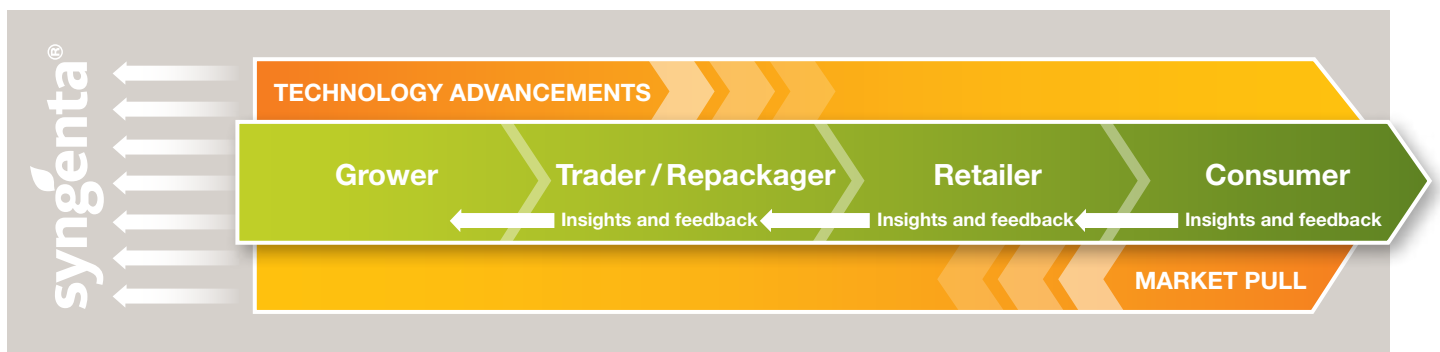 syngenta®
TECHNOLOGY ADVANCEMENTS
Grower
Trader / Repackager
Retailer
Consumer
Insights and feedback
Insights and feedback
Insights and feedback
MARKET PULL